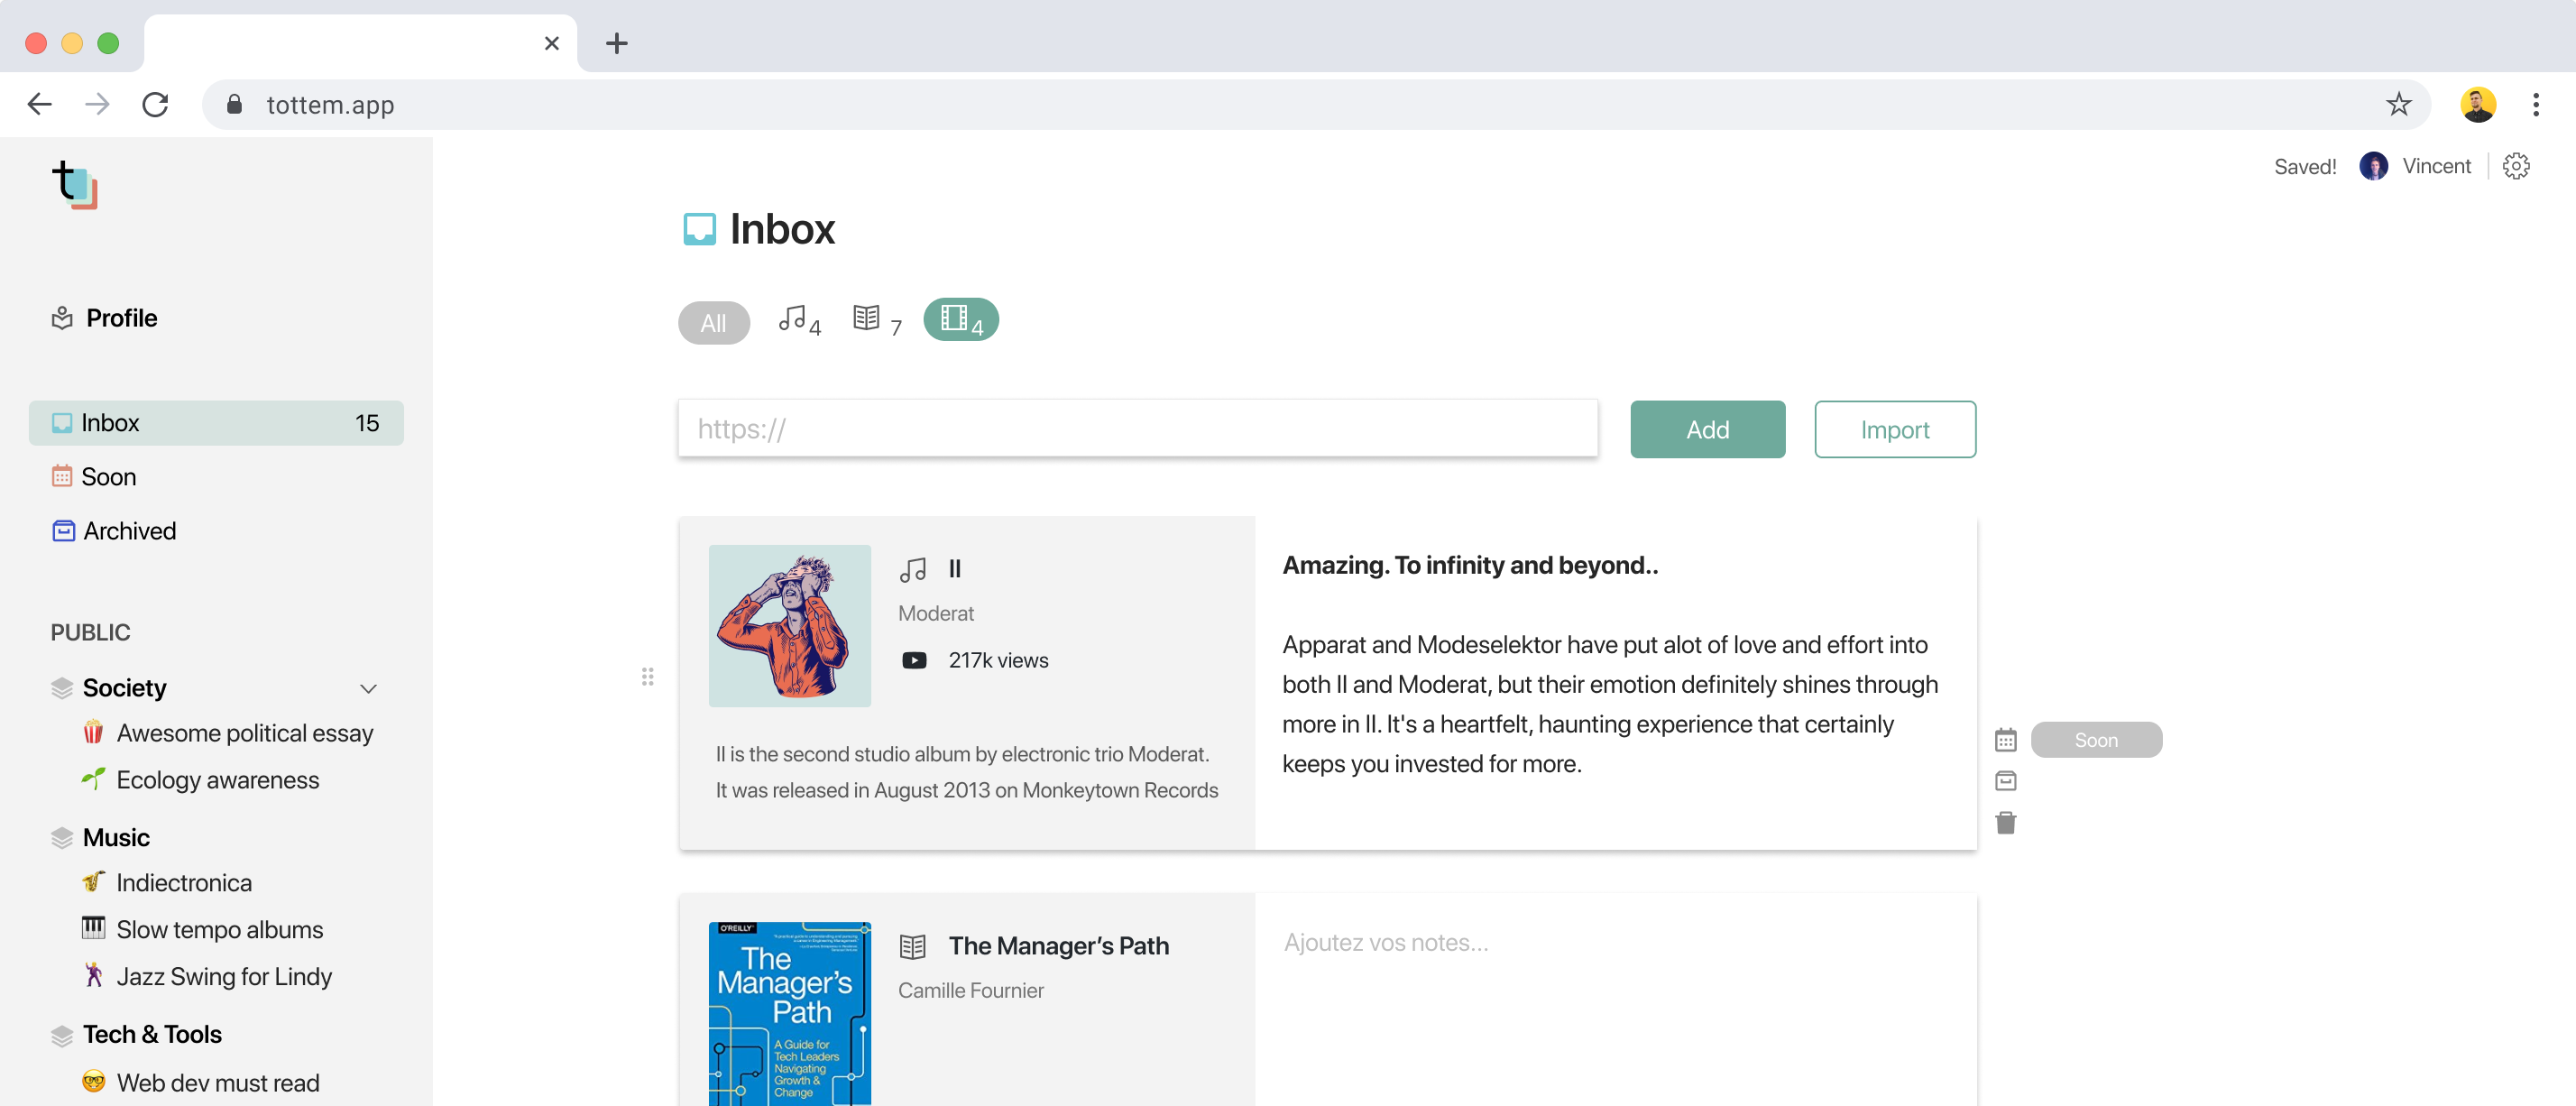 tottem.app
Saved!
Vincent
t
Inbox
Profile
All
4
7
4
Inbox
15
https://
Add
Import
Soon
Archived
II
Moderat
217k views
II is the second studio album by electronic trio Moderat.
It was released in August 2013 on Monkeytown Records
Amazing. To infinity and beyond..
Apparat and Modeselektor have put alot of love and effort into
both II and Moderat, but their emotion definitely shines through
more in II. It's a heartfelt, haunting experience that certainly
keeps you invested for more.
Soon
PUBLIC
Society
Awesome political essay
Ecology awareness
Music
Indiectronica
Slow tempo albums
Jazz Swing for Lindy
Tech & Tools
Web dev must read
O'REILLY
The
Manager's
Path
A Guide for
Tech Leaders
Navigating
Growth &
Change
The Manager’s Path
Camille Fournier
Ajoutez vos notes...